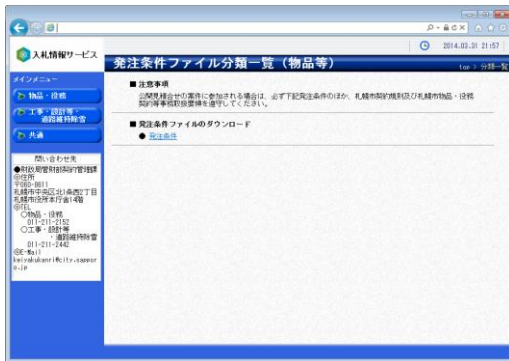 2014.03.31 21:57
入札情報サービス
発注条件ファイル分類一覧（物品等）
top > 分類一覧
メインメニュー
物品・役務
工事・設計等・
道路維持除雪
共通
問い合わせ先
●財政局管財部契約管理課
◎住所
〒060-8611
札幌市中央区北1条西2丁目
札幌市役所本庁舎14階
◎TEL
○物品・役務
011-211-2152
○工事・設計等
・道路維持除雪
011-211-2442
◎E-Mail
keiyakukanri@city.sappor
o.jp
■ 注意事項
公開見積合せの案件に参加される場合は、必ず下記発注条件のほか、札幌市契約規則及び札幌市物品・役務
契約等事務取扱要領を遵守してください。
■ 発注条件ファイルのダウンロード
● 発注条件